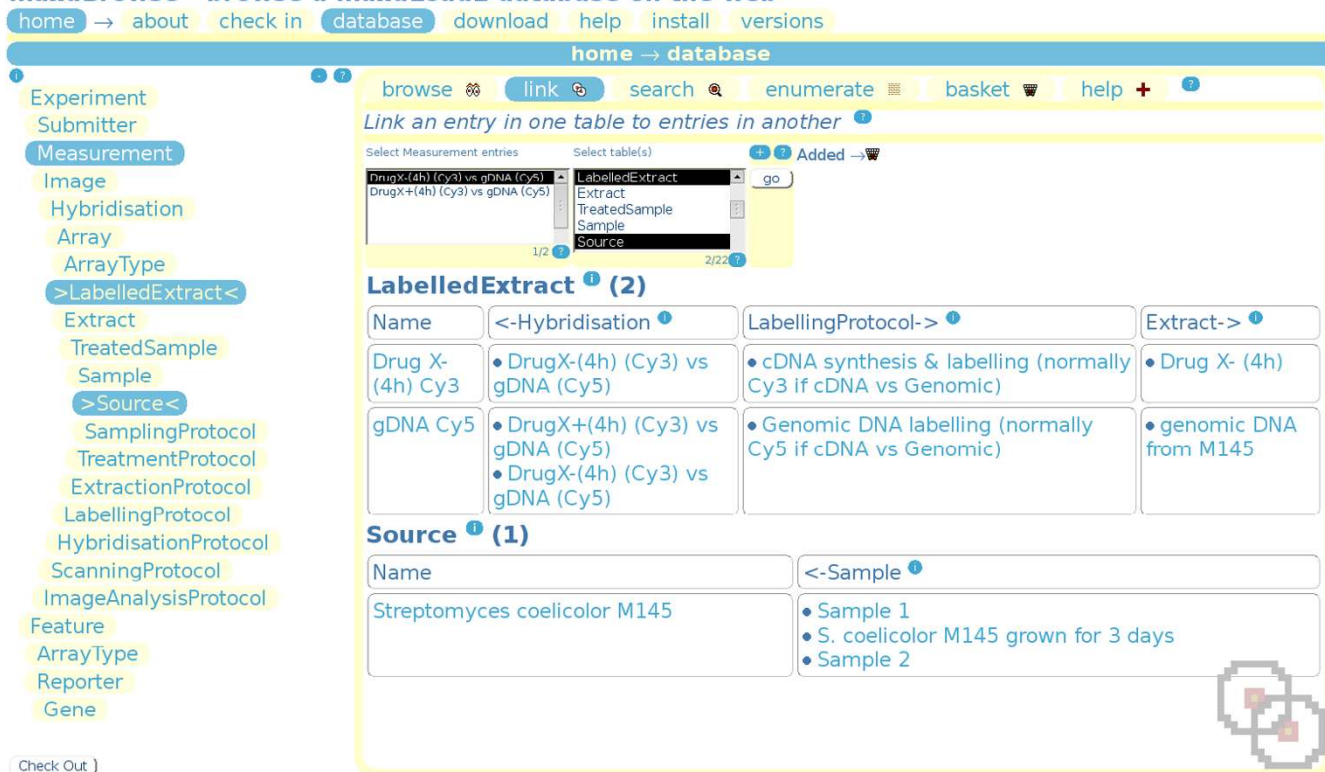 home → about check in database download help install versions
home → database
i - ?
Experiment
Submitter
Measurement
Image
Hybridisation
Array
ArrayType
>LabelledExtract<
Extract
TreatedSample
Sample
>Source<
SamplingProtocol
TreatmentProtocol
ExtractionProtocol
LabellingProtocol
HybridisationProtocol
ScanningProtocol
ImageAnalysisProtocol
Feature
ArrayType
Reporter
Gene
Check Out
browse link search enumerate basket help ?
Link an entry in one table to entries in another ?
Select Measurement entries Select table(s) + ? Added →
DrugX-(4h) (Cy3) vs gDNA (Cy5)
DrugX+(4h) (Cy3) vs gDNA (Cy5)
1/2 ?
LabelledExtract
Extract
TreatedSample
Sample
Source
2/22 ?
go
LabelledExtract i (2)
Name <-Hybridisation i LabellingProtocol-> i Extract-> i
Drug X- • DrugX-(4h) (Cy3) vs • cDNA synthesis & labelling (normally • Drug X- (4h)
(4h) Cy3 gDNA (Cy5) Cy3 if cDNA vs Genomic)
gDNA Cy5 • DrugX+(4h) (Cy3) vs • Genomic DNA labelling (normally • genomic DNA
gDNA (Cy5) Cy5 if cDNA vs Genomic) from M145
• DrugX-(4h) (Cy3) vs
gDNA (Cy5)
Source i (1)
Name <-Sample i
Streptomyces coelicolor M145 • Sample 1
• S. coelicolor M145 grown for 3 days
• Sample 2